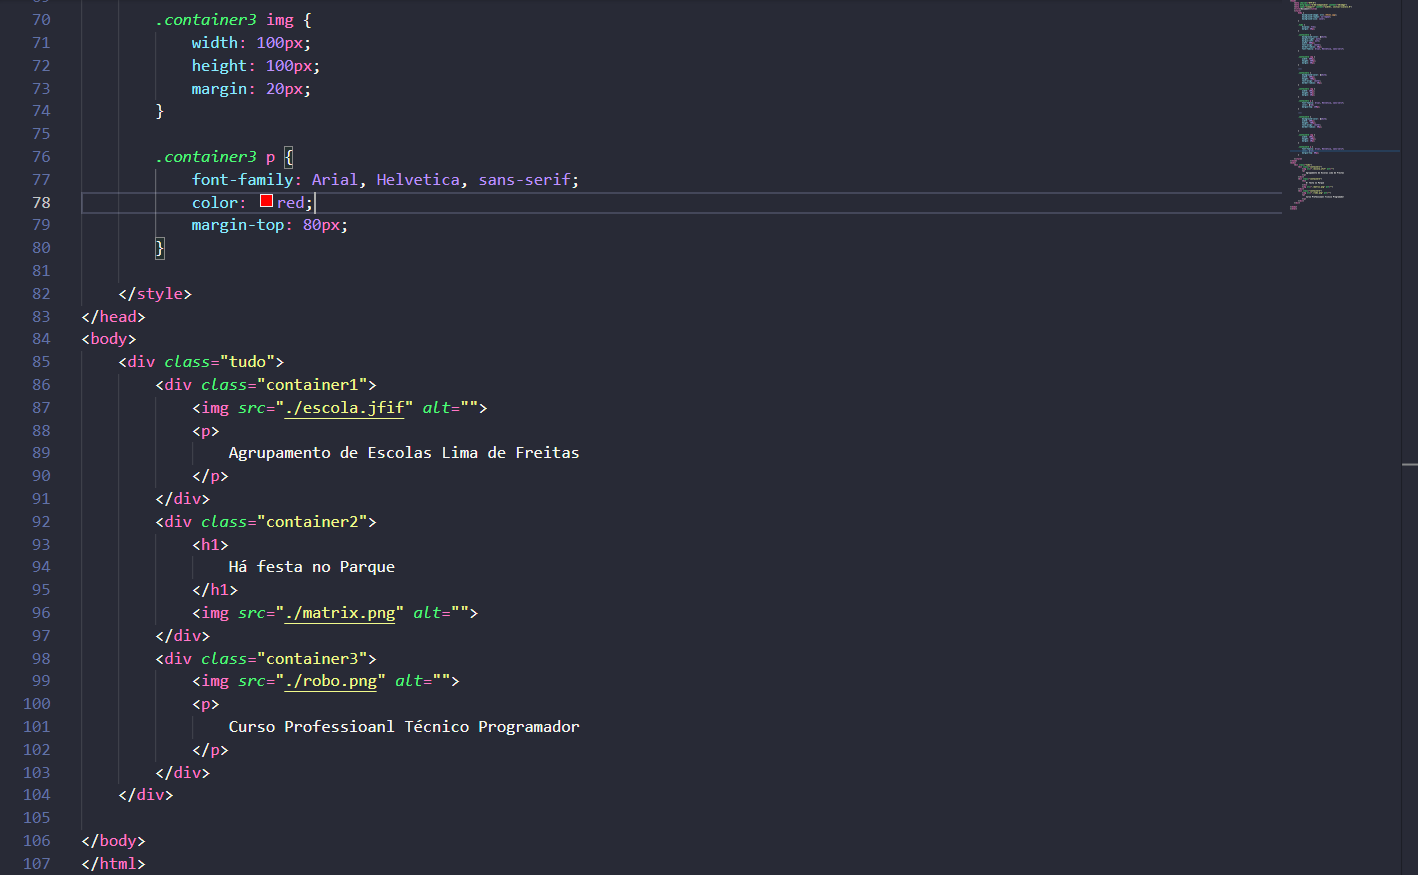 70 .container3 img {
71 width: 100px;
72 height: 100px;
73 margin: 20px;
74 }
75
76 .container3 p {
77 font-family: Arial, Helvetica, sans-serif;
78 color: red;
79 margin-top: 80px;
80 }
81
82 </style>
83 </head>
84 <body>
85 <div class="tudo">
86 <div class="container1">
87 <img src="./escola.jfif" alt="">
88 <p>
89 Agrupamento de Escolas Lima de Freitas
90 </p>
91 </div>
92 <div class="container2">
93 <h1>
94 Há festa no Parque
95 </h1>
96 <img src="./matrix.png" alt="">
97 </div>
98 <div class="container3">
99 <img src="./robo.png" alt="">
100 <p>
101 Curso Professioanl Técnico Programador
102 </p>
103 </div>
104 </div>
105
106 </body>
107 </html>